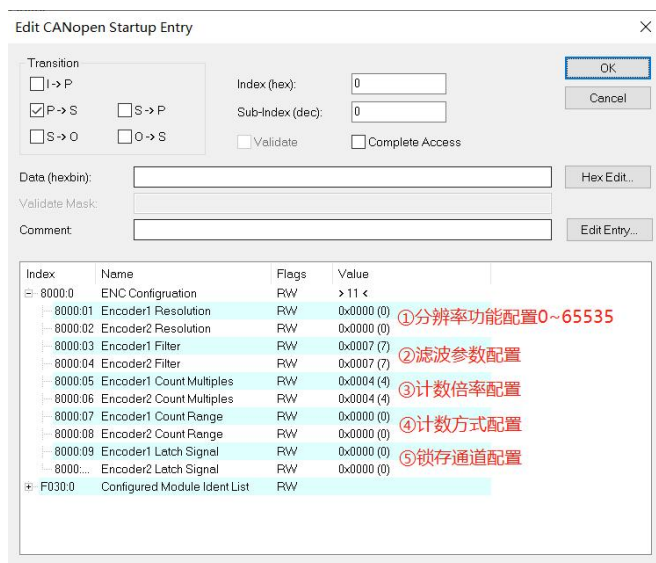 Edit CANopen Startup Entry
Transition
I -> P
P -> S
S -> P
S -> O
O -> S
Index (hex):
0
Sub-Index (dec):
0
Validate
Complete Access
OK
Cancel
Data (hexbin):
Hex Edit...
Validate Mask:
Comment:
Edit Entry...
Index Name Flags Value
8000:0 ENC Configruation RW > 11 <
8000:01 Encoder1 Resolution RW 0x0000 (0)
8000:02 Encoder2 Resolution RW 0x0000 (0)
①分辨率功能配置0~65535
8000:03 Encoder1 Filter RW 0x0007 (7)
8000:04 Encoder2 Filter RW 0x0007 (7)
②滤波参数配置
8000:05 Encoder1 Count Multiples RW 0x0004 (4)
8000:06 Encoder2 Count Multiples RW 0x0004 (4)
③计数倍率配置
8000:07 Encoder1 Count Range RW 0x0000 (0)
8000:08 Encoder2 Count Range RW 0x0000 (0)
④计数方式配置
8000:09 Encoder1 Latch Signal RW 0x0000 (0)
8000:... Encoder2 Latch Signal RW 0x0000 (0)
⑤锁存通道配置
F030:0 Configured Module Ident List RW